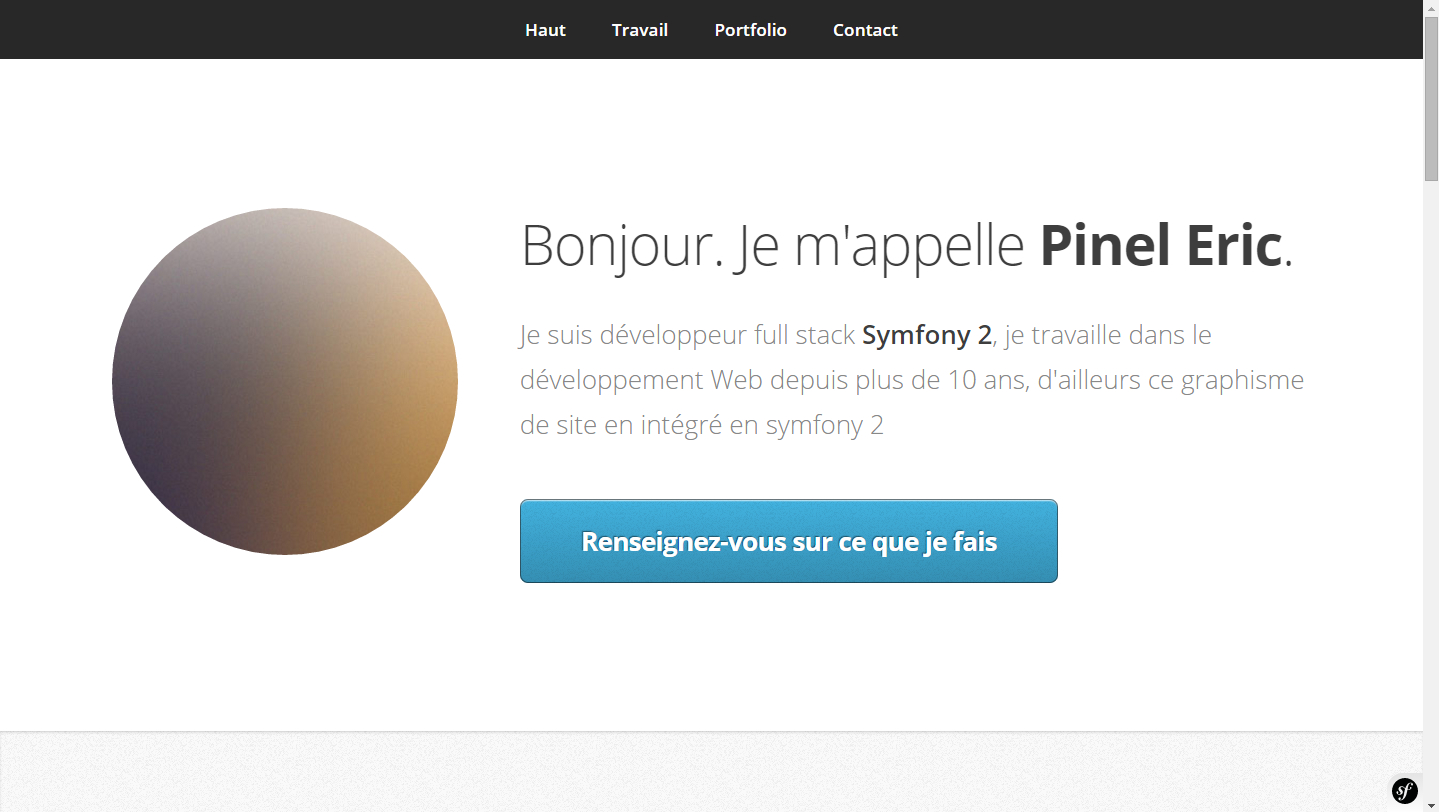 Haut Travail Portfolio Contact
Bonjour. Je m'appelle Pinel Eric.
Je suis développeur full stack Symfony 2, je travaille dans le
développement Web depuis plus de 10 ans, d'ailleurs ce graphisme
de site en intégré en symfony 2
Renseignez-vous sur ce que je fais
sf